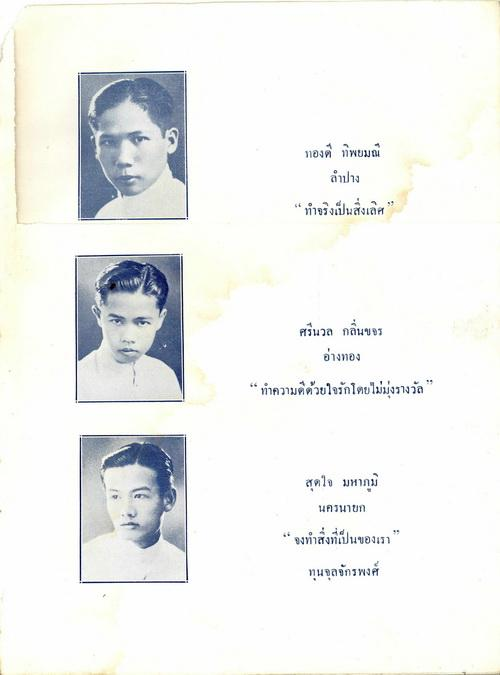 ทองดี ทิพยมณี
ลำปาง
“ ทำจริงเป็นสิ่งเลิศ ”
ศรีนวล กลิ่นขจร
อ่างทอง
“ ทำความดีด้วยใจรักโดยไม่มุ่งรางวัล ”
สุดใจ มหาภูมิ
นครนายก
“ จงทำสิ่งที่เป็นของเรา ”
ทุนจุลจักรพงศ์